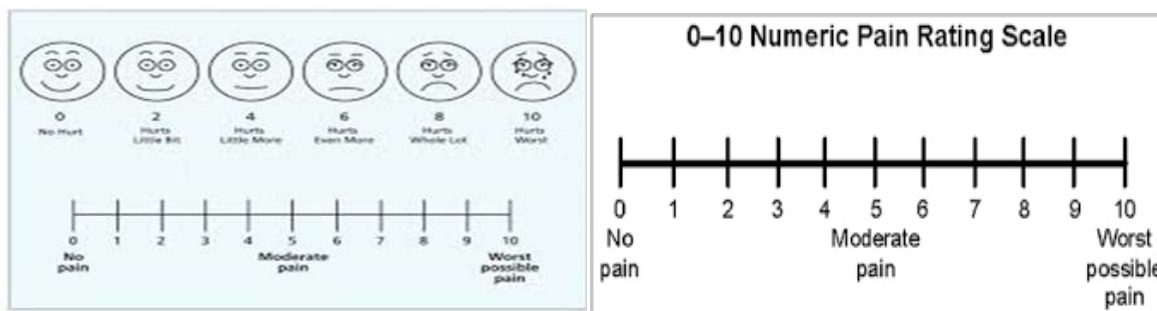 0 2 4 6 8 10
No Hurt Hurts Hurts Hurts Hurts Hurts
Little Bit Little More Even More Whole Lot Worst
0 1 2 3 4 5 6 7 8 9 10
No Moderate Worst
pain pain possible
pain
0–10 Numeric Pain Rating Scale
0 1 2 3 4 5 6 7 8 9 10
No Moderate Worst
pain pain possible
pain